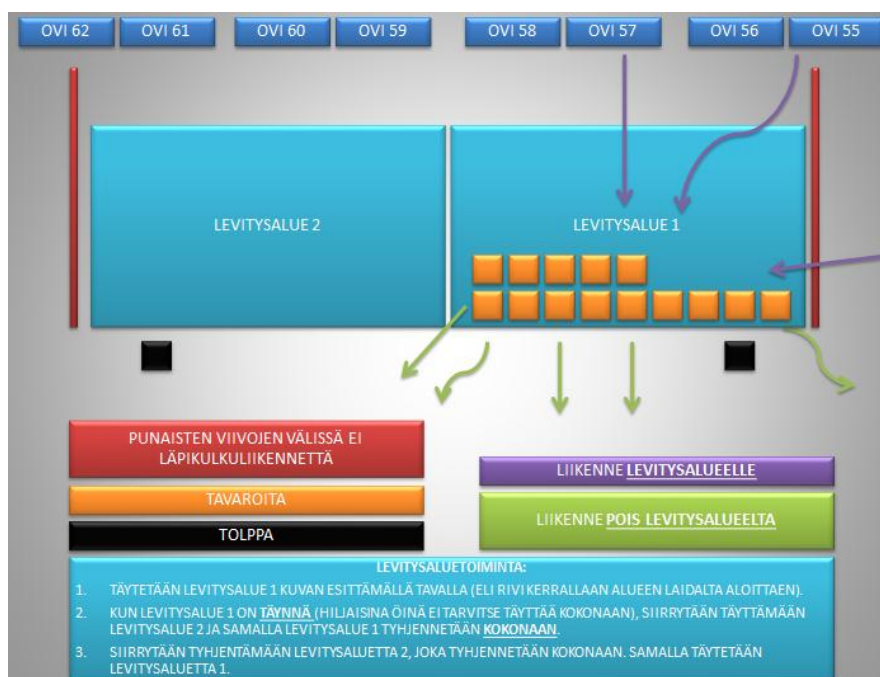 OVI 62 OVI 61 OVI 60 OVI 59 OVI 58 OVI 57 OVI 56 OVI 55
LEVITYSALUE 2 LEVITYSALUE 1
PUNAISTEN VIIVOJEN VÄLISSÄ EI
LÄPIKULKULIIKENNETTÄ
TAVAROITA
TOLPPA
LIIKENNE LEVITYSALUEELLE
LIIKENNE POIS LEVITYSALUEELTA
LEVITYSALUETOIMINTA:
1. TÄYTETÄÄN LEVITYSALUE 1 KUVAN ESITTÄMÄLLÄ TAVALLA (ELI RIVI KERRALLAAN ALUEEN LAIDALTA ALOITTAEN).
2. KUN LEVITYSALUE 1 ON TÄYNNÄ (HILJAISINA ÖINÄ EI TARVITSE TÄYTTÄÄ KOKONAAN), SIIRRYTÄÄN TÄYTTÄMÄÄN
LEVITYSALUE 2 JA SAMALLA LEVITYSALUE 1 TYHJENNETÄÄN KOKONAAN.
3. SIIRRYTÄÄN TYHJENTÄMÄÄN LEVITYSALUETTA 2, JOKA TYHJENNETÄÄN KOKONAAN. SAMALLA TÄYTETÄÄN
LEVITYSALUETTA 1.